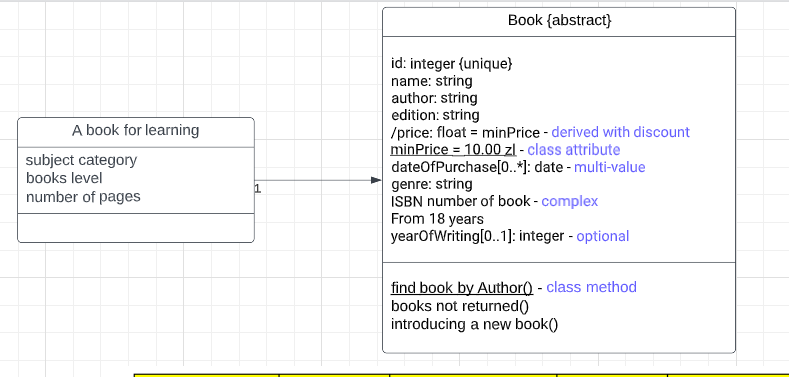 Book {abstract}
id: integer {unique}
name: string
author: string
edition: string
/price: float = minPrice - derived with discount
minPrice = 10.00 zl - class attribute
dateOfPurchase[0..*]: date - multi-value
genre: string
ISBN number of book - complex
From 18 years
yearOfWriting[0..1]: integer - optional
find book by Author() - class method
books not returned()
introducing a new book()
A book for learning
subject category
books level
number of pages
1